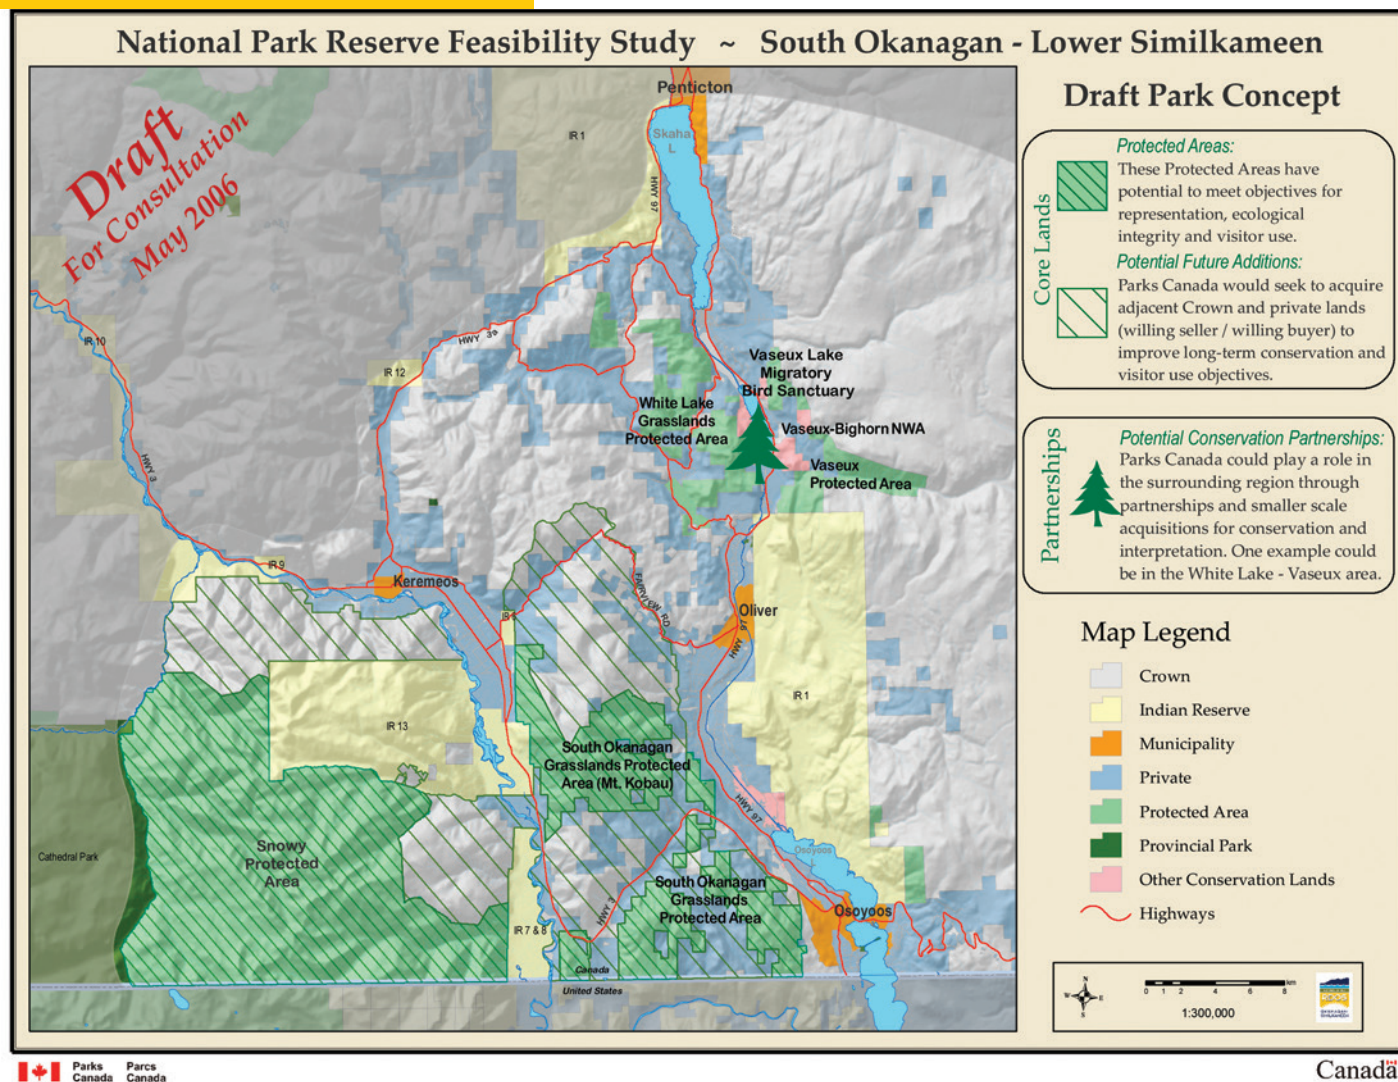 National Park Reserve Feasibility Study ~ South Okanagan - Lower Similkameen
Draft
For Consultation
May 2006
Penticton
Skaha
L
IR 1
HWY 97
IR 10
HWY 3a
IR 12
HWY 3
Vaseux Lake
Migratory
Bird Sanctuary
White Lake
Grasslands
Protected Area
Vaseux-Bighorn NWA
Vaseux
Protected Area
IR 9
Keremeos
FAIRVIEW RD
Oliver
HWY 97
IR 1
IR 13
South Okanagan
Grasslands Protected
Area (Mt. Kobau)
HWY 97
Cathedral Park
Snowy
Protected
Area
Osoyoos
L
South Okanagan
Grasslands
Protected Area
HWY 3
Osoyoos
IR 7 & 8
Canada
United States
Draft Park Concept
Core Lands
Protected Areas:
These Protected Areas have
potential to meet objectives for
representation, ecological
integrity and visitor use.
Potential Future Additions:
Parks Canada would seek to acquire
adjacent Crown and private lands
(willing seller / willing buyer) to
improve long-term conservation and
visitor use objectives.
Partnerships
Potential Conservation Partnerships:
Parks Canada could play a role in
the surrounding region through
partnerships and smaller scale
acquisitions for conservation and
interpretation. One example could
be in the White Lake - Vaseux area.
Map Legend
Crown
Indian Reserve
Municipality
Private
Protected Area
Provincial Park
Other Conservation Lands
Highways
N
W E
S
0 1 2 4 6 8 km
1:300,000
Parks Parcs
Canada Canada
Canada